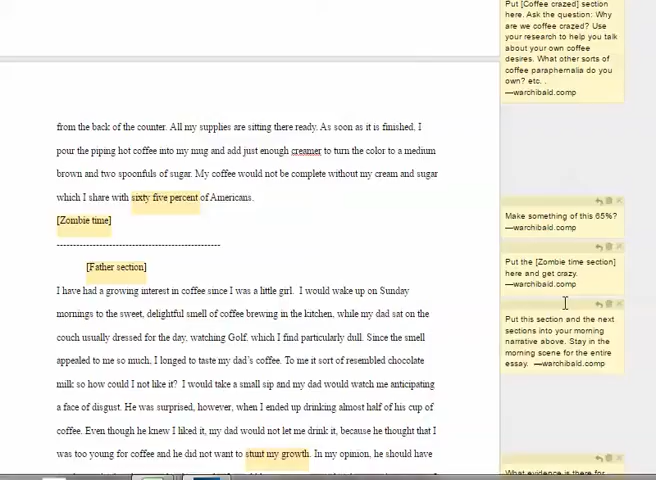 Put [Coffee crazed] section
here. Ask the question: Why
are we coffee crazed? Use
your research to help you talk
about your own coffee
desires. What other sorts of
coffee paraphernalia do you
own? etc. .
—warchibald.comp
from the back of the counter. All my supplies are sitting there ready. As soon as it is finished, I
pour the piping hot coffee into my mug and add just enough creamer to turn the color to a medium
brown and two spoonfuls of sugar. My coffee would not be complete without my cream and sugar
which I share with sixty five percent of Americans.
[Zombie time]
--------------------------------------------------
[Father section]
I have had a growing interest in coffee since I was a little girl.  I would wake up on Sunday
mornings to the sweet, delightful smell of coffee brewing in the kitchen, while my dad sat on the
couch usually dressed for the day, watching Golf, which I find particularly dull. Since the smell
appealed to me so much, I longed to taste my dad's coffee. To me it sort of resembled chocolate
milk so how could I not like it?  I would take a small sip and my dad would watch me anticipating
a face of disgust. He was surprised, however, when I ended up drinking almost half of his cup of
coffee. Even though he knew I liked it, my dad would not let me drink it, because he thought that I
was too young for coffee and he did not want to stunt my growth. In my opinion, he should have
Make something of this 65%?
—warchibald.comp
Put the [Zombie time section]
here and get crazy.
—warchibald.comp
Put this section and the next
sections into your morning
narrative above. Stay in the
morning scene for the entire
essay.  —warchibald.comp
What evidence is there for